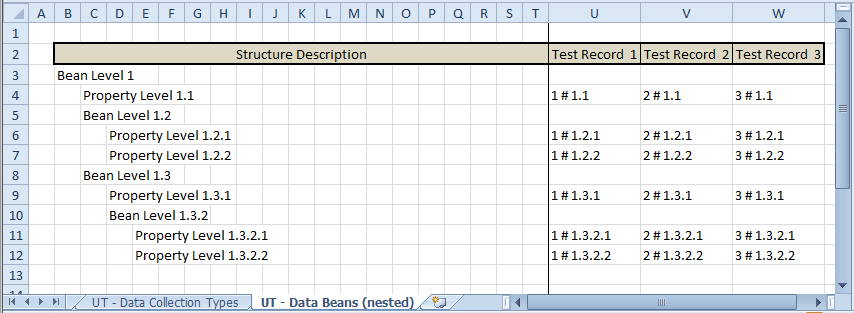 A B C D E F G H I J K L M N O P Q R S T U V W
1
2 Structure Description Test Record 1 Test Record 2 Test Record 3
3 Bean Level 1
4 Property Level 1.1 1 # 1.1 2 # 1.1 3 # 1.1
5 Bean Level 1.2
6 Property Level 1.2.1 1 # 1.2.1 2 # 1.2.1 3 # 1.2.1
7 Property Level 1.2.2 1 # 1.2.2 2 # 1.2.2 3 # 1.2.2
8 Bean Level 1.3
9 Property Level 1.3.1 1 # 1.3.1 2 # 1.3.1 3 # 1.3.1
10 Bean Level 1.3.2
11 Property Level 1.3.2.1 1 # 1.3.2.1 2 # 1.3.2.1 3 # 1.3.2.1
12 Property Level 1.3.2.2 1 # 1.3.2.2 2 # 1.3.2.2 3 # 1.3.2.2
13
UT - Data Collection Types UT - Data Beans (nested)